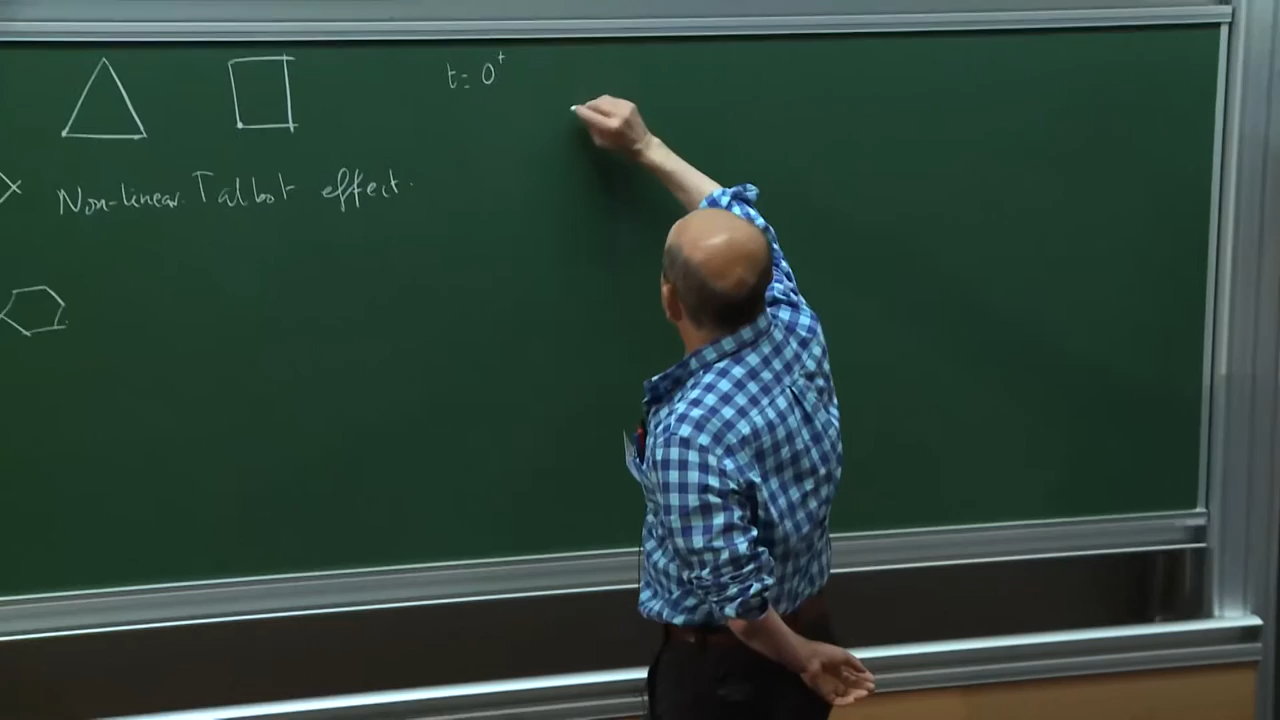 t = 0⁺
Non-linear Talbot effect.